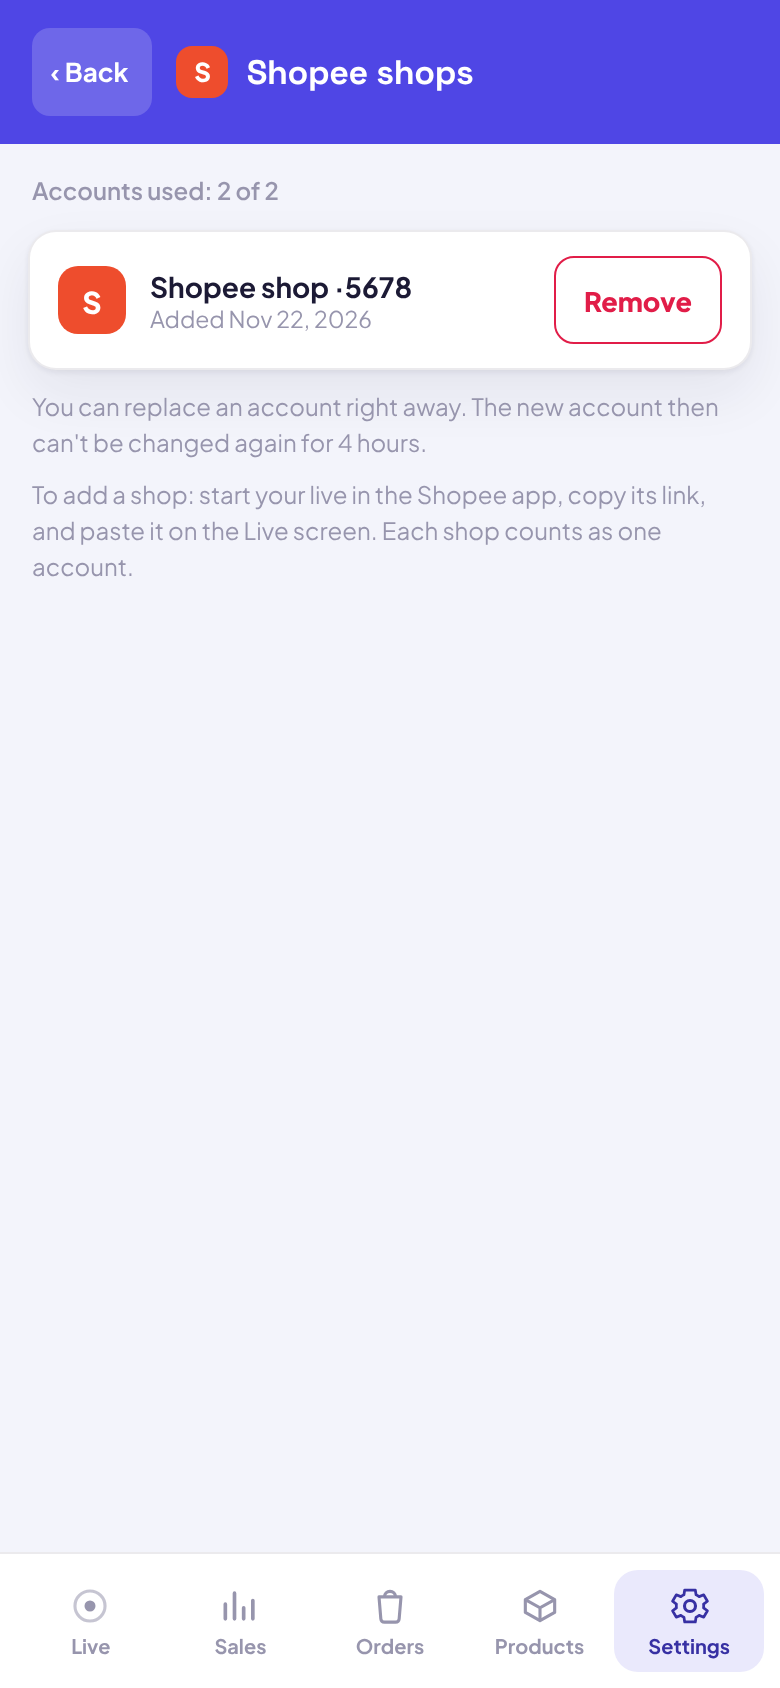 ‹ Back
S
Shopee shops
Accounts used: 2 of 2
S
Shopee shop ·5678
Added Nov 22, 2026
Remove
You can replace an account right away. The new account then
can't be changed again for 4 hours.
To add a shop: start your live in the Shopee app, copy its link,
and paste it on the Live screen. Each shop counts as one
account.
Live
Sales
Orders
Products
Settings